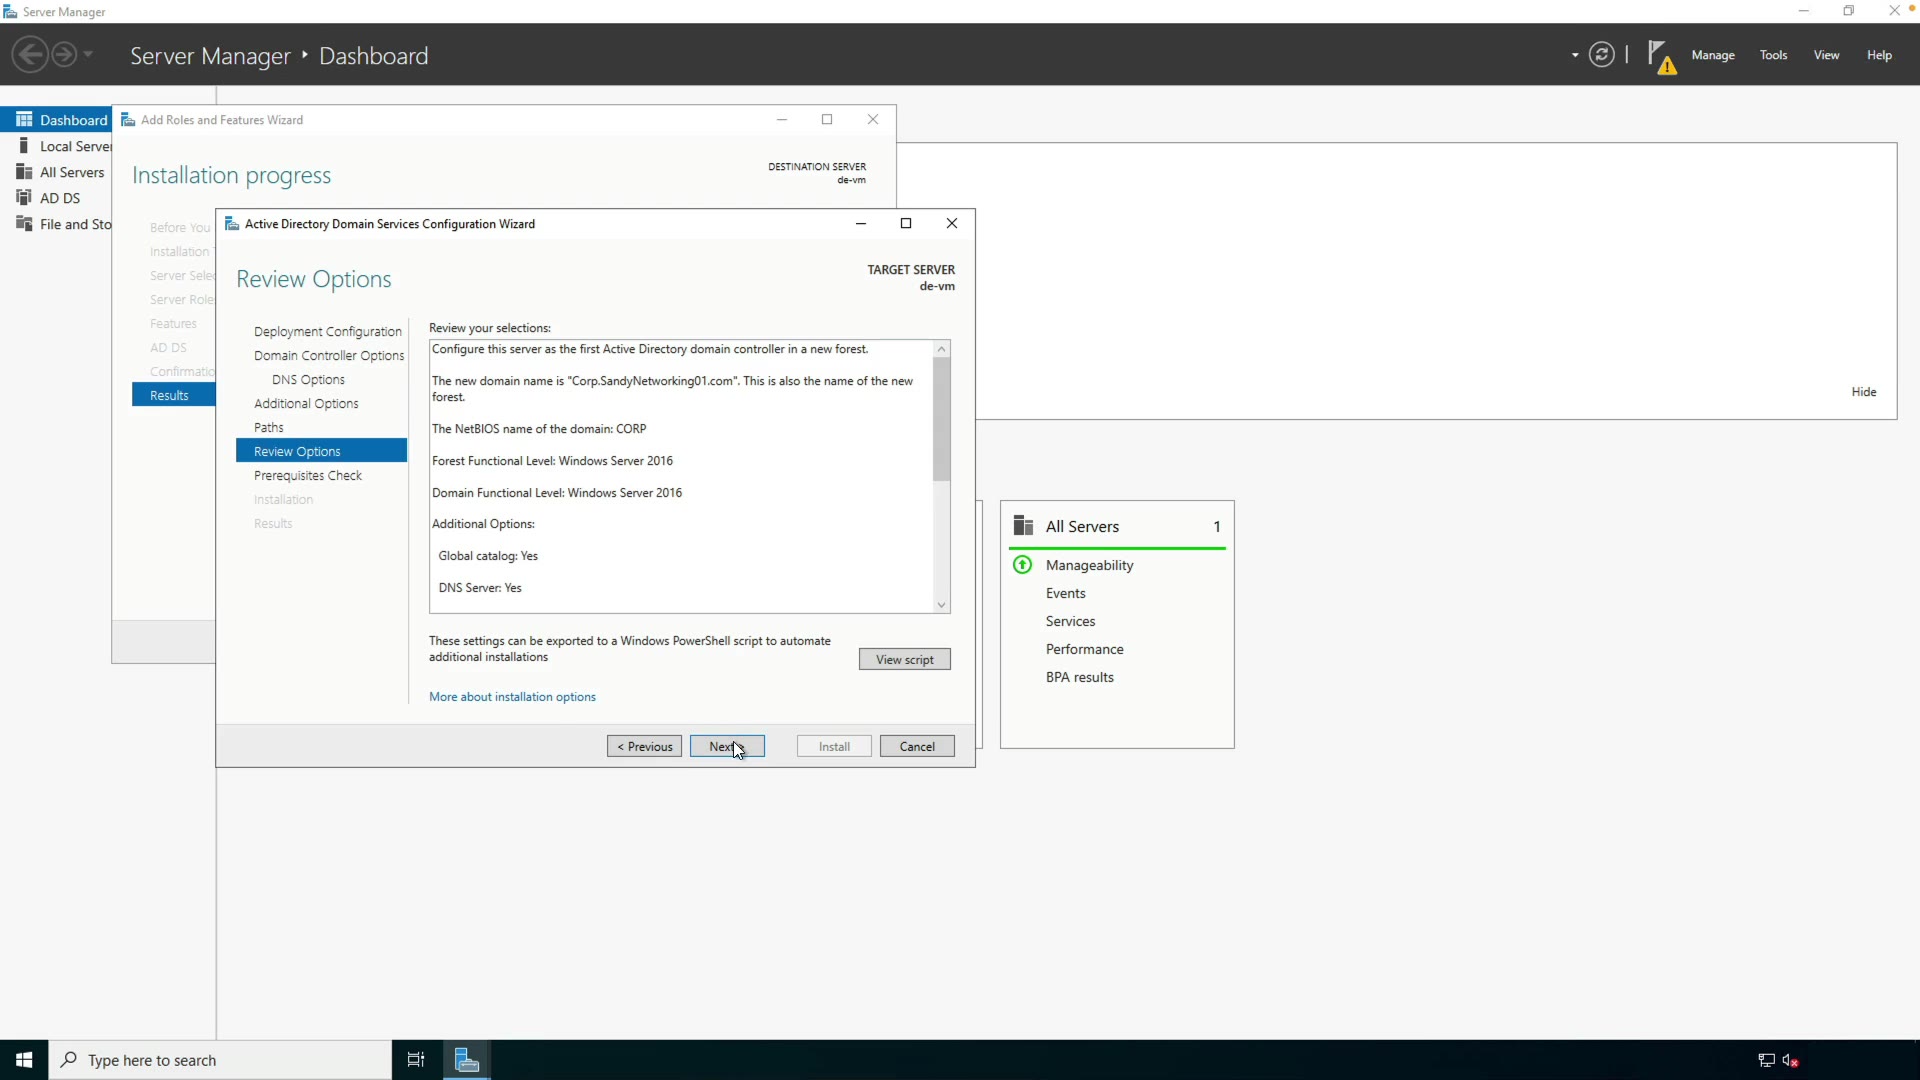 Server Manager
Server Manager ‣ Dashboard
Manage
Tools
View
Help
Dashboard
Local Server
All Servers
AD DS
File and Sto
Add Roles and Features Wizard
Installation progress
DESTINATION SERVER
de-vm
Before You
Installation
Server Selec
Server Role
Features
AD DS
Confirmatio
Results
Active Directory Domain Services Configuration Wizard
Review Options
TARGET SERVER
de-vm
Deployment Configuration
Domain Controller Options
DNS Options
Additional Options
Paths
Review Options
Prerequisites Check
Installation
Results
Review your selections:
Configure this server as the first Active Directory domain controller in a new forest.
The new domain name is "Corp.SandyNetworking01.com". This is also the name of the new
forest.
The NetBIOS name of the domain: CORP
Forest Functional Level: Windows Server 2016
Domain Functional Level: Windows Server 2016
Additional Options:
Global catalog: Yes
DNS Server: Yes
These settings can be exported to a Windows PowerShell script to automate
additional installations
View script
More about installation options
< Previous
Next >
Install
Cancel
Hide
All Servers 1
Manageability
Events
Services
Performance
BPA results
Type here to search